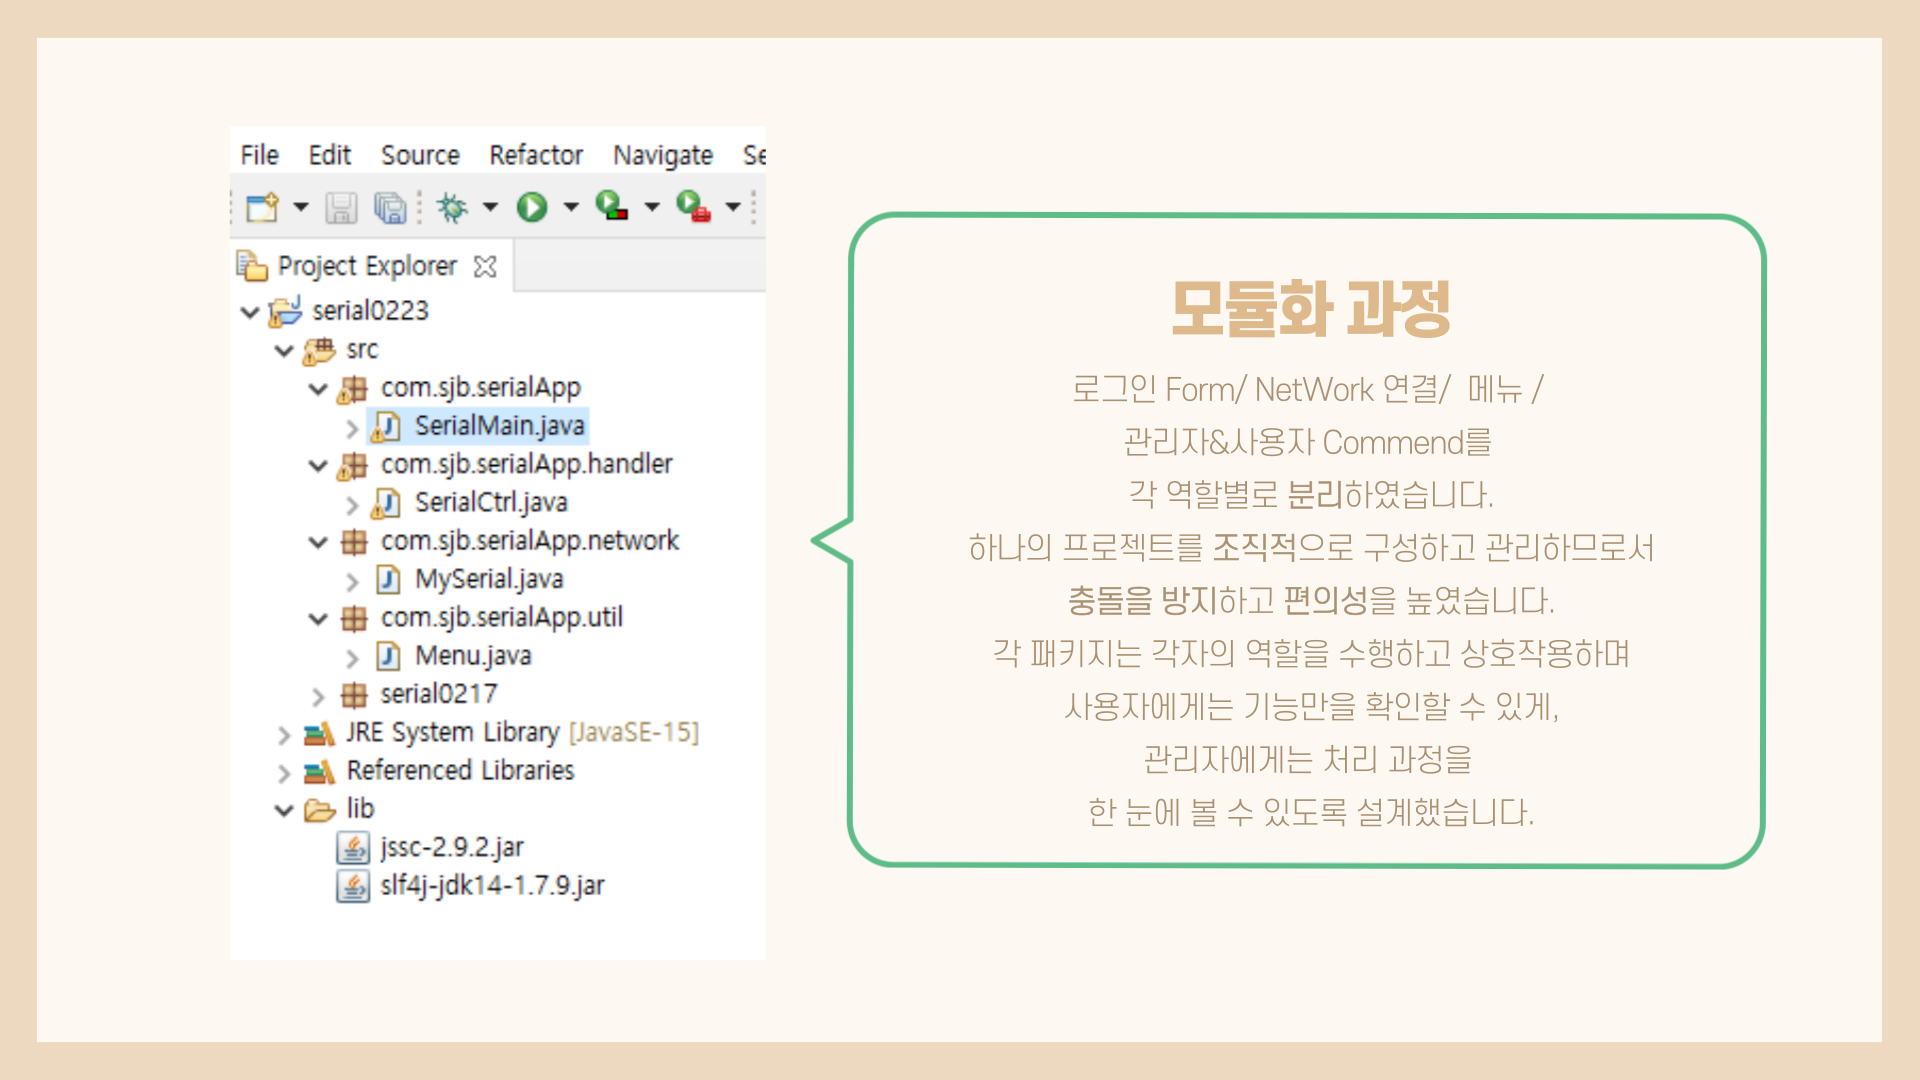 File Edit Source Refactor Navigate Se
Project Explorer
serial0223
src
com.sjb.serialApp
SerialMain.java
com.sjb.serialApp.handler
SerialCtrl.java
com.sjb.serialApp.network
MySerial.java
com.sjb.serialApp.util
Menu.java
serial0217
JRE System Library [JavaSE-15]
Referenced Libraries
lib
jssc-2.9.2.jar
slf4j-jdk14-1.7.9.jar
모듈화 과정
로그인 Form/ NetWork 연결/ 메뉴 /
관리자&사용자 Commend를
각 역할별로 분리하였습니다.
하나의 프로젝트를 조직적으로 구성하고 관리하므로서
충돌을 방지하고 편의성을 높였습니다.
각 패키지는 각자의 역할을 수행하고 상호작용하며
사용자에게는 기능만을 확인할 수 있게,
관리자에게는 처리 과정을
한 눈에 볼 수 있도록 설계했습니다.